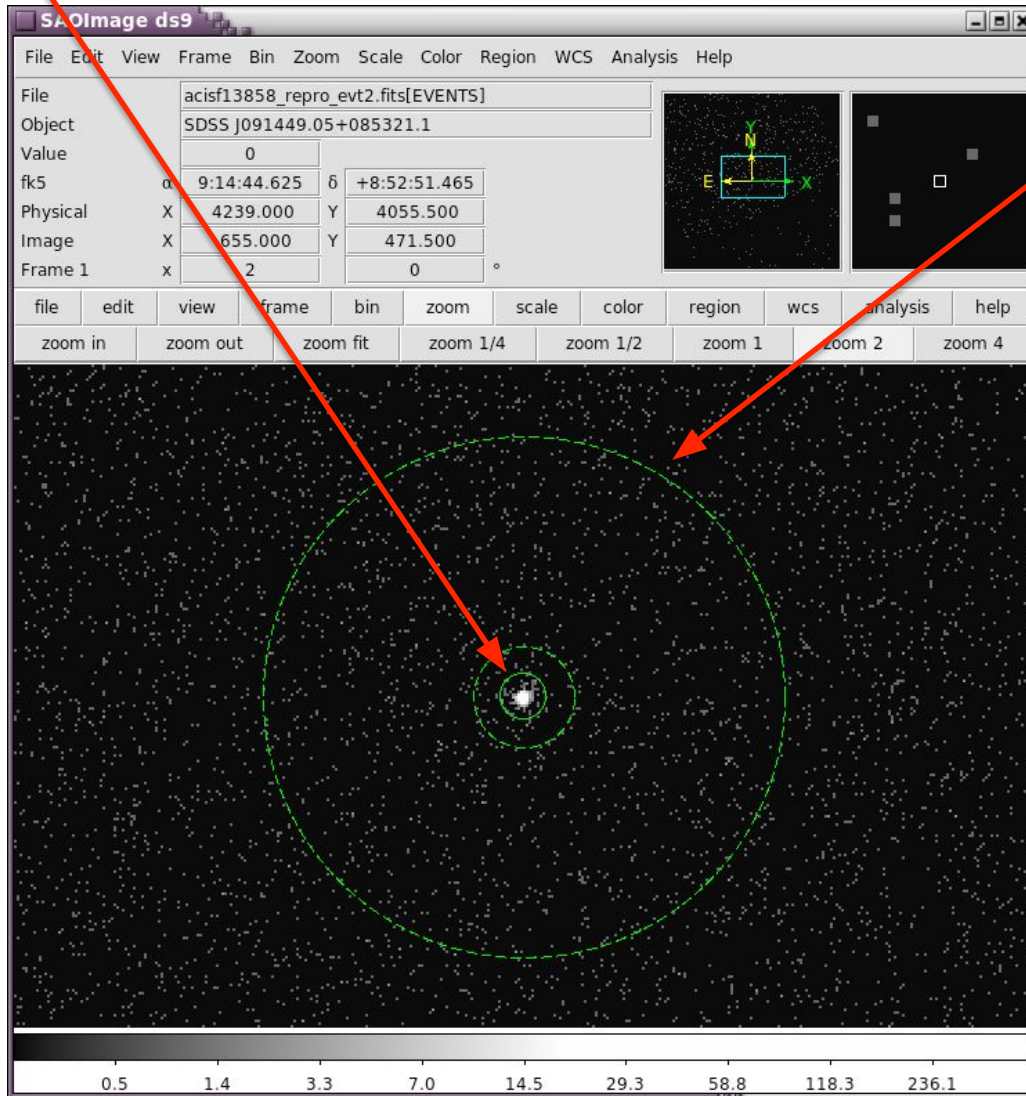 SAOImage ds9
File Edit View Frame Bin Zoom Scale Color Region WCS Analysis Help
File acisf13858_repro_evt2.fits[EVENTS]
Object SDSS J091449.05+085321.1
Value 0
fk5 α 9:14:44.625 δ +8:52:51.465
Physical X 4239.000 Y 4055.500
Image X 655.000 Y 471.500
Frame 1 x 2 0 °
Y
N
E X
file edit view frame bin zoom scale color region wcs analysis help
zoom in zoom out zoom fit zoom 1/4 zoom 1/2 zoom 1 zoom 2 zoom 4
0.5 1.4 3.3 7.0 14.5 29.3 58.8 118.3 236.1